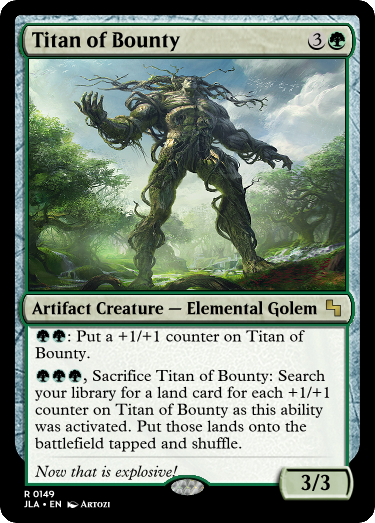 Titan of Bounty 3
Artifact Creature — Elemental Golem
: Put a +1/+1 counter on Titan of
Bounty.
, Sacrifice Titan of Bounty: Search
your library for a land card for each +1/+1
counter on Titan of Bounty as this ability
was activated. Put those lands onto the
battlefield tapped and shuffle.
Now that is explosive!
3/3
R 0149
JLA • EN Artozi